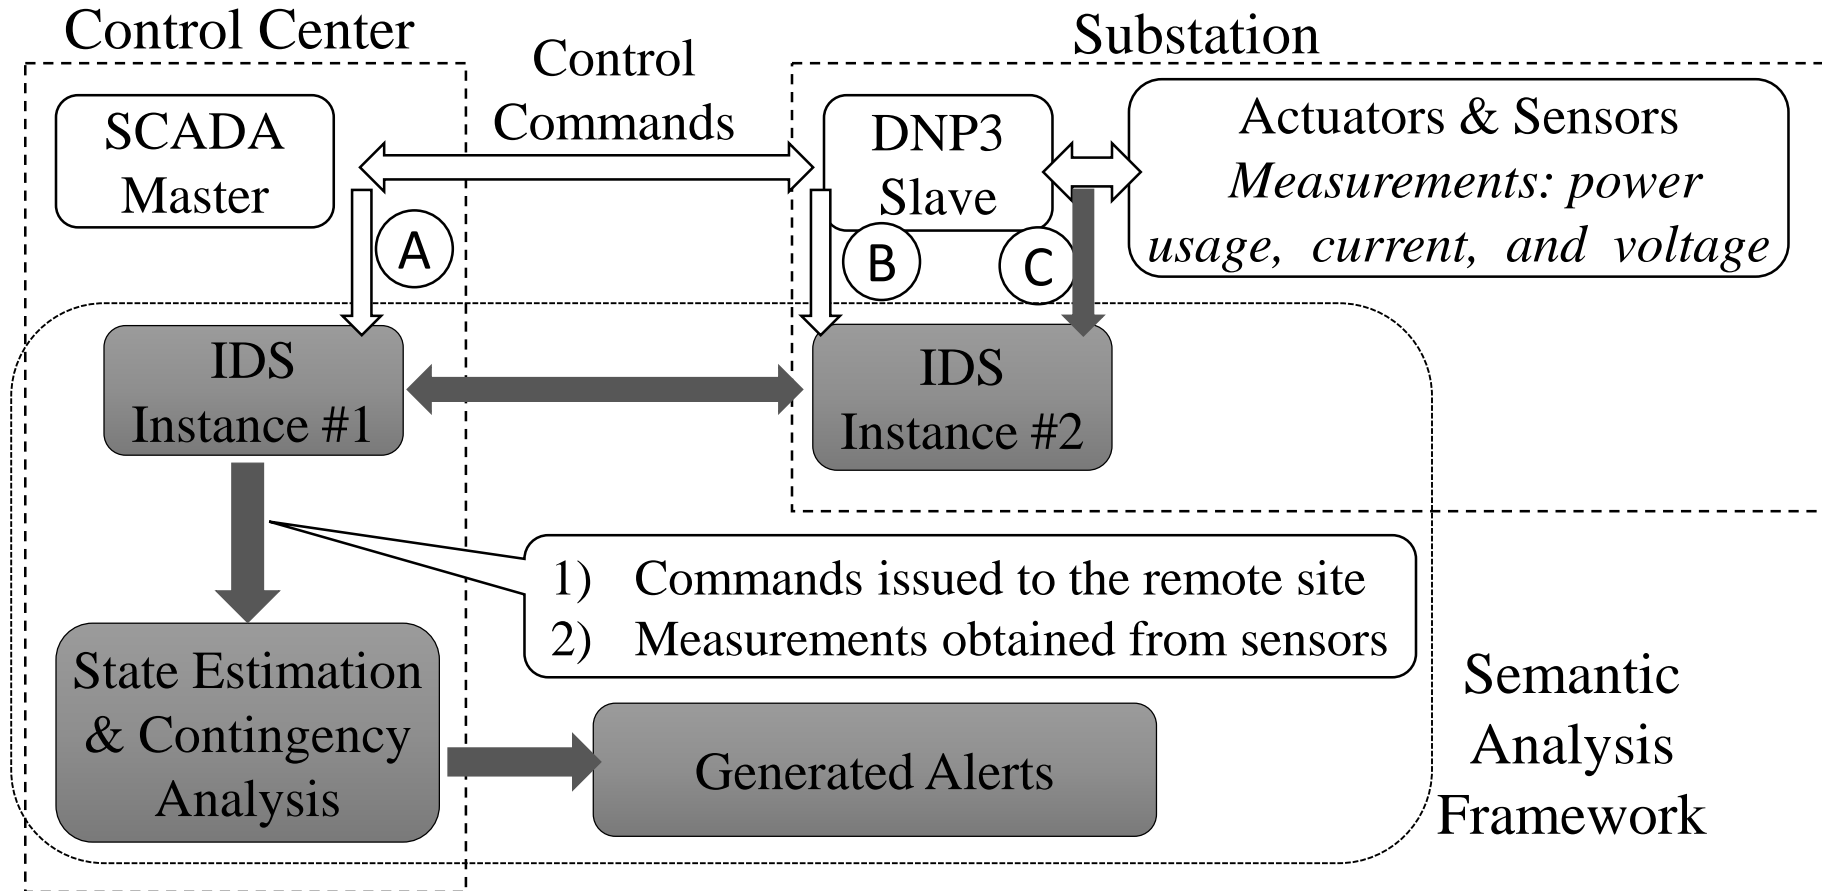 Control Center
Control
Commands
Substation
SCADA
Master
DNP3
Slave
Actuators & Sensors
Measurements: power
usage, current, and voltage
A
B
C
IDS
Instance #1
IDS
Instance #2
1) Commands issued to the remote site
2) Measurements obtained from sensors
State Estimation
& Contingency
Analysis
Generated Alerts
Semantic
Analysis
Framework